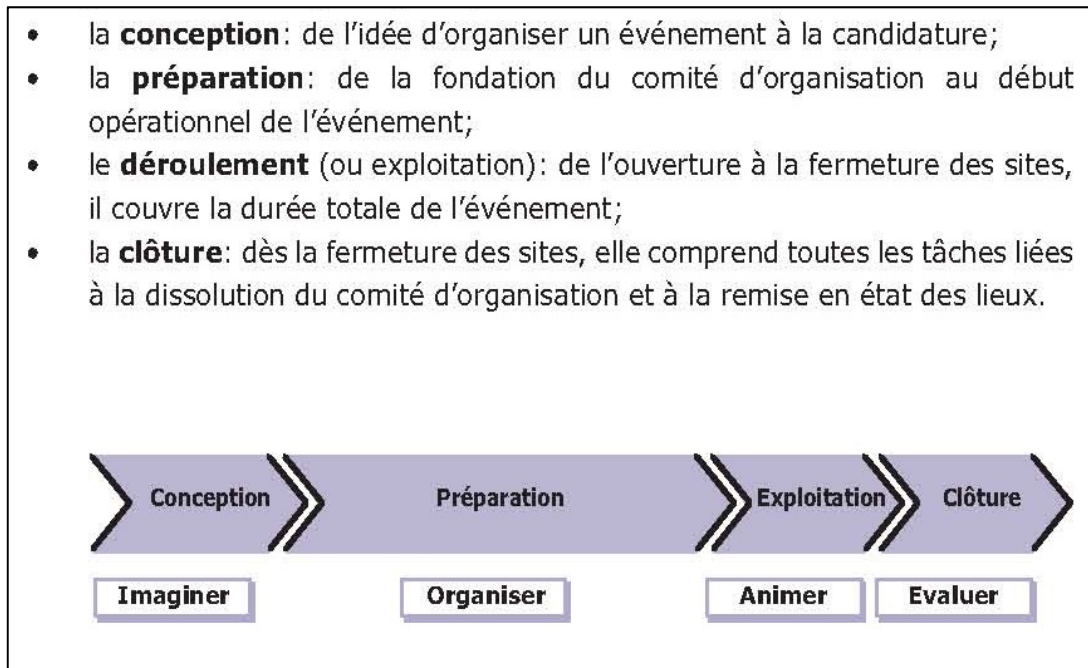 • la conception: de l’idée d’organiser un événement à la candidature;
• la préparation: de la fondation du comité d’organisation au début
opérationnel de l’événement;
• le déroulement (ou exploitation): de l’ouverture à la fermeture des sites,
il couvre la durée totale de l’événement;
• la clôture: dès la fermeture des sites, elle comprend toutes les tâches liées
à la dissolution du comité d’organisation et à la remise en état des lieux.
Conception Préparation Exploitation Clôture
Imaginer Organiser Animer Evaluer